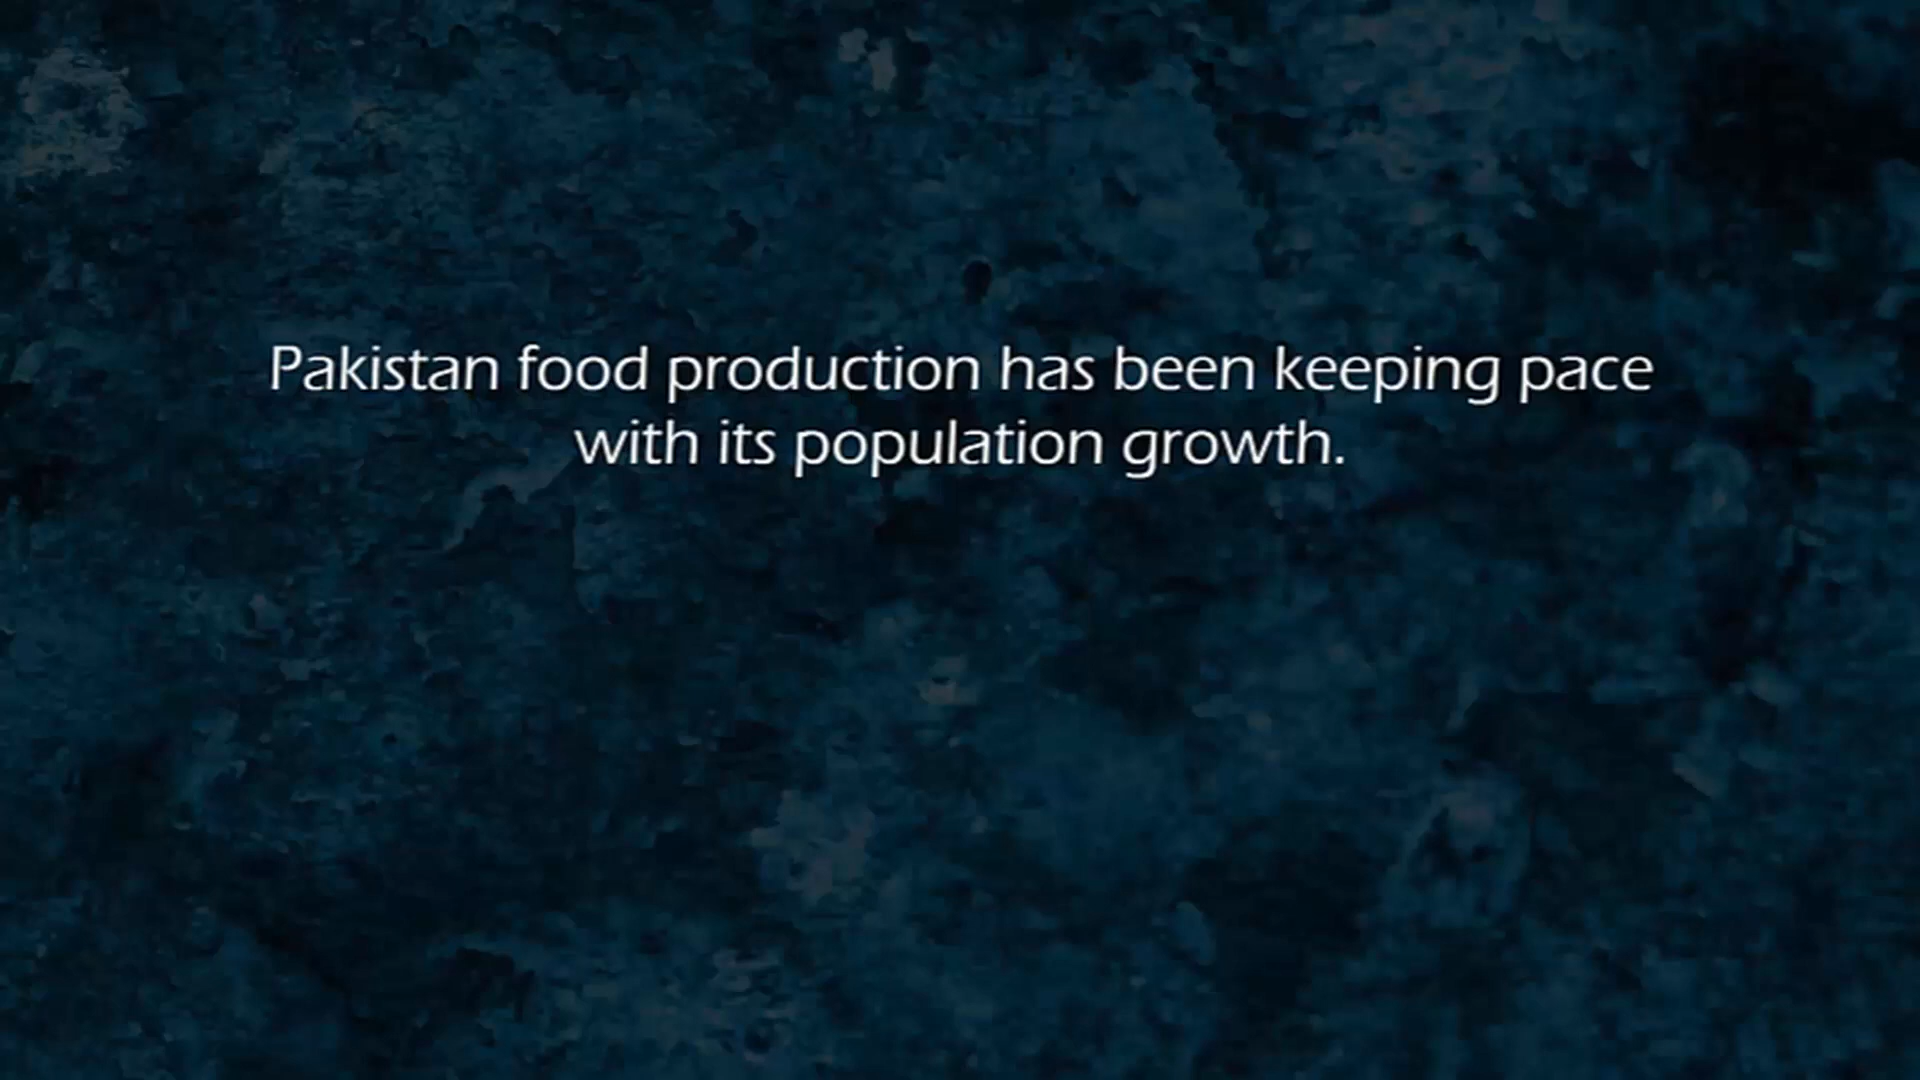 Pakistan food production has been keeping pace
with its population growth.